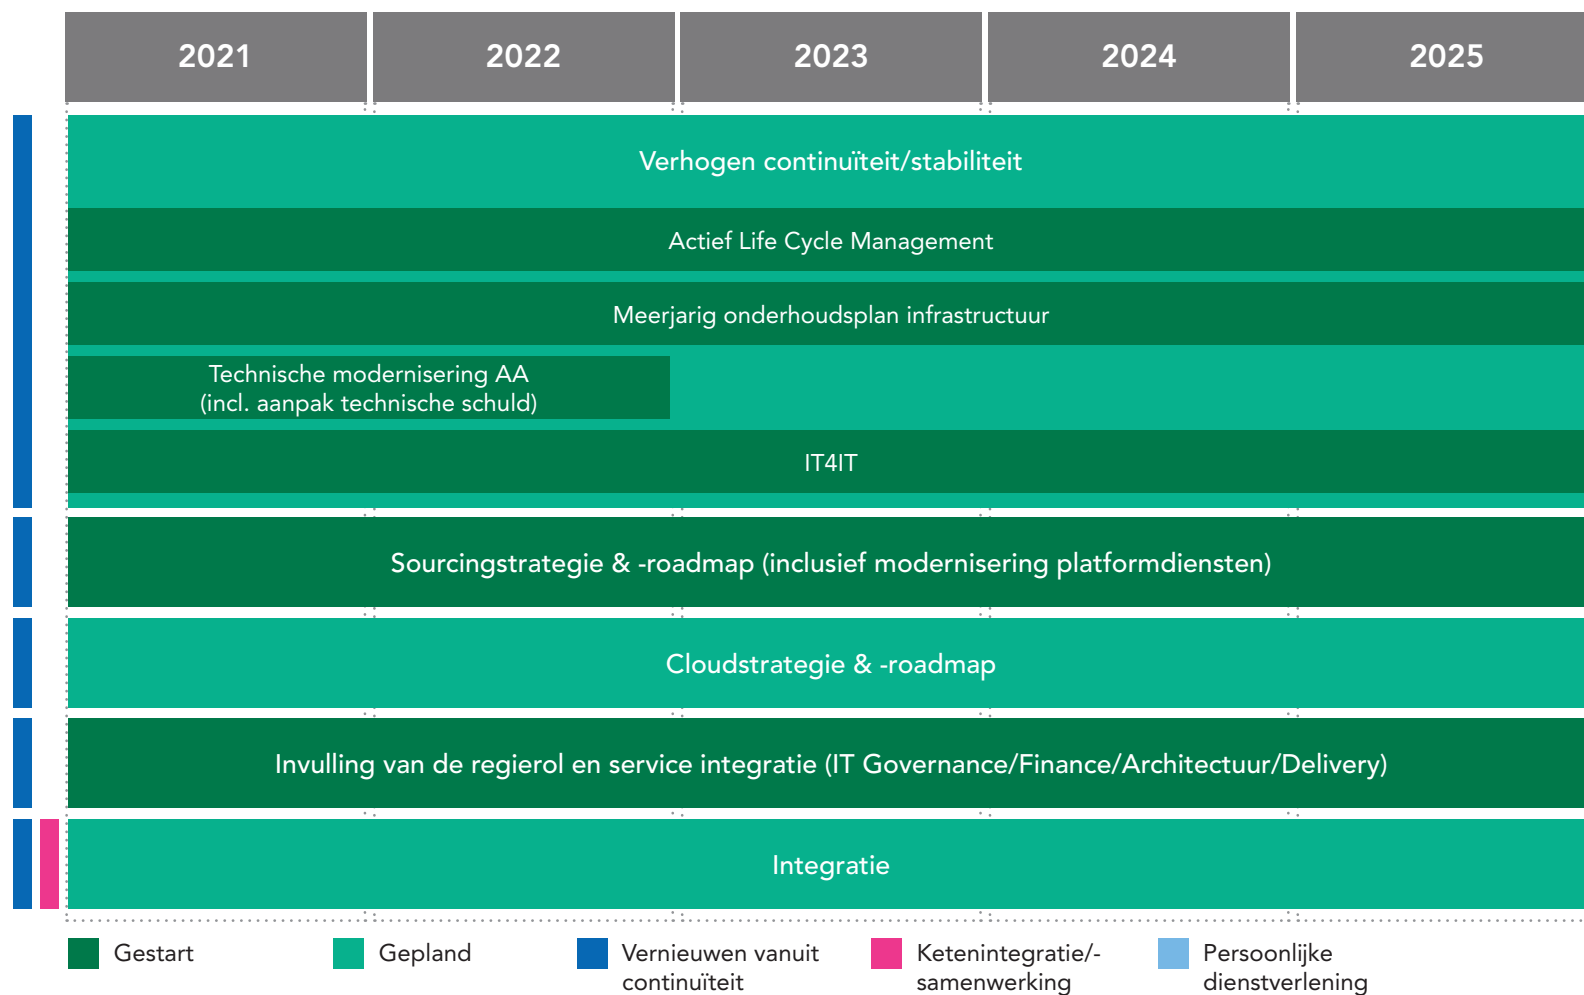 2021 2022 2023 2024 2025
Verhogen continuïteit/stabiliteit
Actief Life Cycle Management
Meerjarig onderhoudsplan infrastructuur
Technische modernisering AA
(incl. aanpak technische schuld)
IT4IT
Sourcingstrategie & -roadmap (inclusief modernisering platformdiensten)
Cloudstrategie & -roadmap
Invulling van de regierol en service integratie (IT Governance/Finance/Architectuur/Delivery)
Integratie
Gestart
Gepland
Vernieuwen vanuit
continuïteit
Ketenintegratie/-
samenwerking
Persoonlijke
dienstverlening